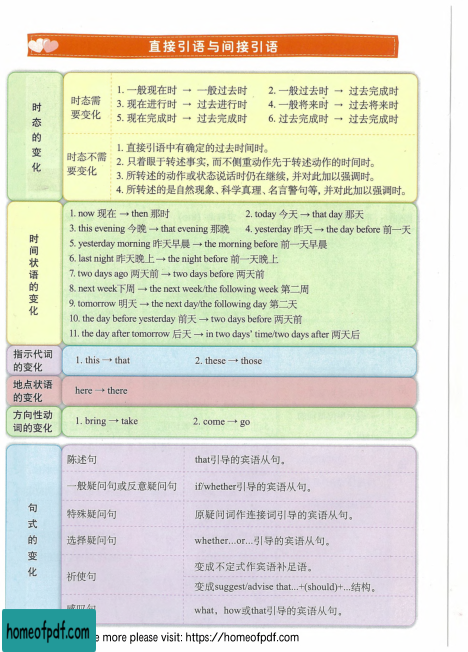 直接引语与间接引语
时态的变化
时态需要变化
1. 一般现在时 → 一般过去时 2. 一般过去时 → 过去完成时
3. 现在进行时 → 过去进行时 4. 一般将来时 → 过去将来时
5. 现在完成时 → 过去完成时 6. 过去完成时 → 过去完成时
时态不需要变化
1. 直接引语中有确定的过去时间时。
2. 只着眼于转述事实, 而不侧重动作先于转述动作的时间时。
3. 所转述的动作或状态说话时仍在继续, 并对此加以强调时。
4. 所转述的是自然现象、科学真理、名言警句等, 并对此加以强调时。
时间状语的变化
1. now 现在 → then 那时 2. today 今天 → that day 那天
3. this evening 今晚 → that evening 那晚 4. yesterday 昨天 → the day before 前一天
5. yesterday morning 昨天早晨 → the morning before 前一天早晨
6. last night 昨天晚上 → the night before 前一天晚上
7. two days ago 两天前 → two days before 两天前
8. next week下周 → the next week/the following week 第二周
9. tomorrow 明天 → the next day/the following day 第二天
10. the day before yesterday 前天 → two days before 两天前
11. the day after tomorrow 后天 → in two days' time/two days after 两天后
指示代词的变化
1. this → that 2. these → those
地点状语的变化
here → there
方向性动词的变化
1. bring → take 2. come → go
句式的变化
陈述句 that引导的宾语从句。
一般疑问句或反意疑问句 if/whether引导的宾语从句。
特殊疑问句 原疑问词作连接词引导的宾语从句。
选择疑问句 whether...or...引导的宾语从句。
祈使句 变成不定式作宾语补足语。
变成suggest/advise that...+(should)+...结构。
感叹句 what, how或that引导的宾语从句。
homeofpdf.com
e more please visit: https://homeofpdf.com